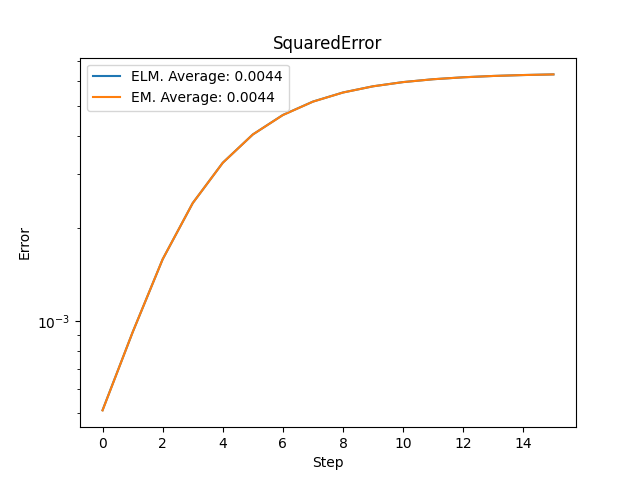 SquaredError
ELM. Average: 0.0044
EM. Average: 0.0044
Error
10⁻³
0 2 4 6 8 10 12 14
Step